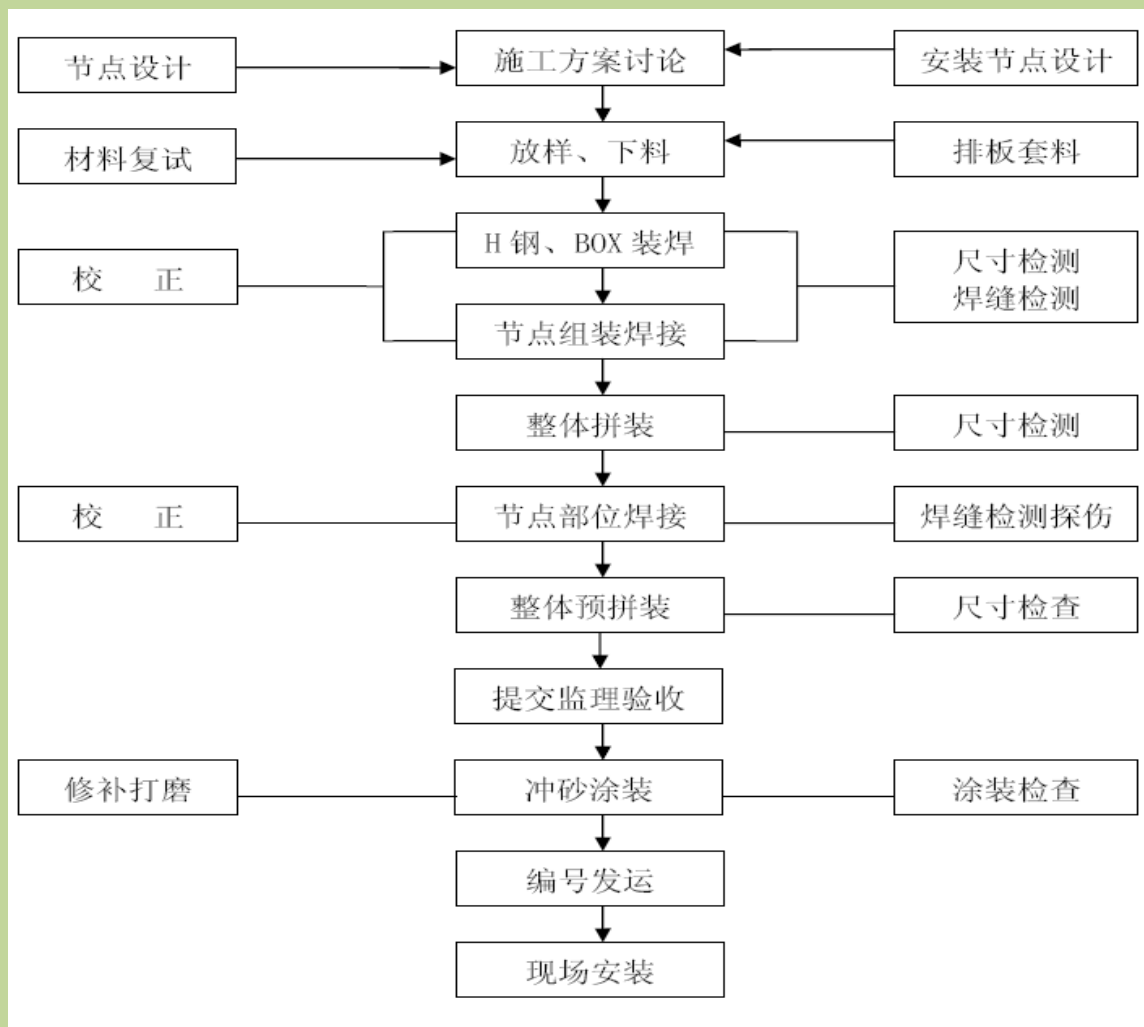 节点设计
施工方案讨论
安装节点设计
材料复试
放样、下料
排板套料
H 钢、BOX 装焊
校 正
尺寸检测
焊缝检测
节点组装焊接
整体拼装
尺寸检测
校 正
节点部位焊接
焊缝检测探伤
整体预拼装
尺寸检查
提交监理验收
修补打磨
冲砂涂装
涂装检查
编号发运
现场安装